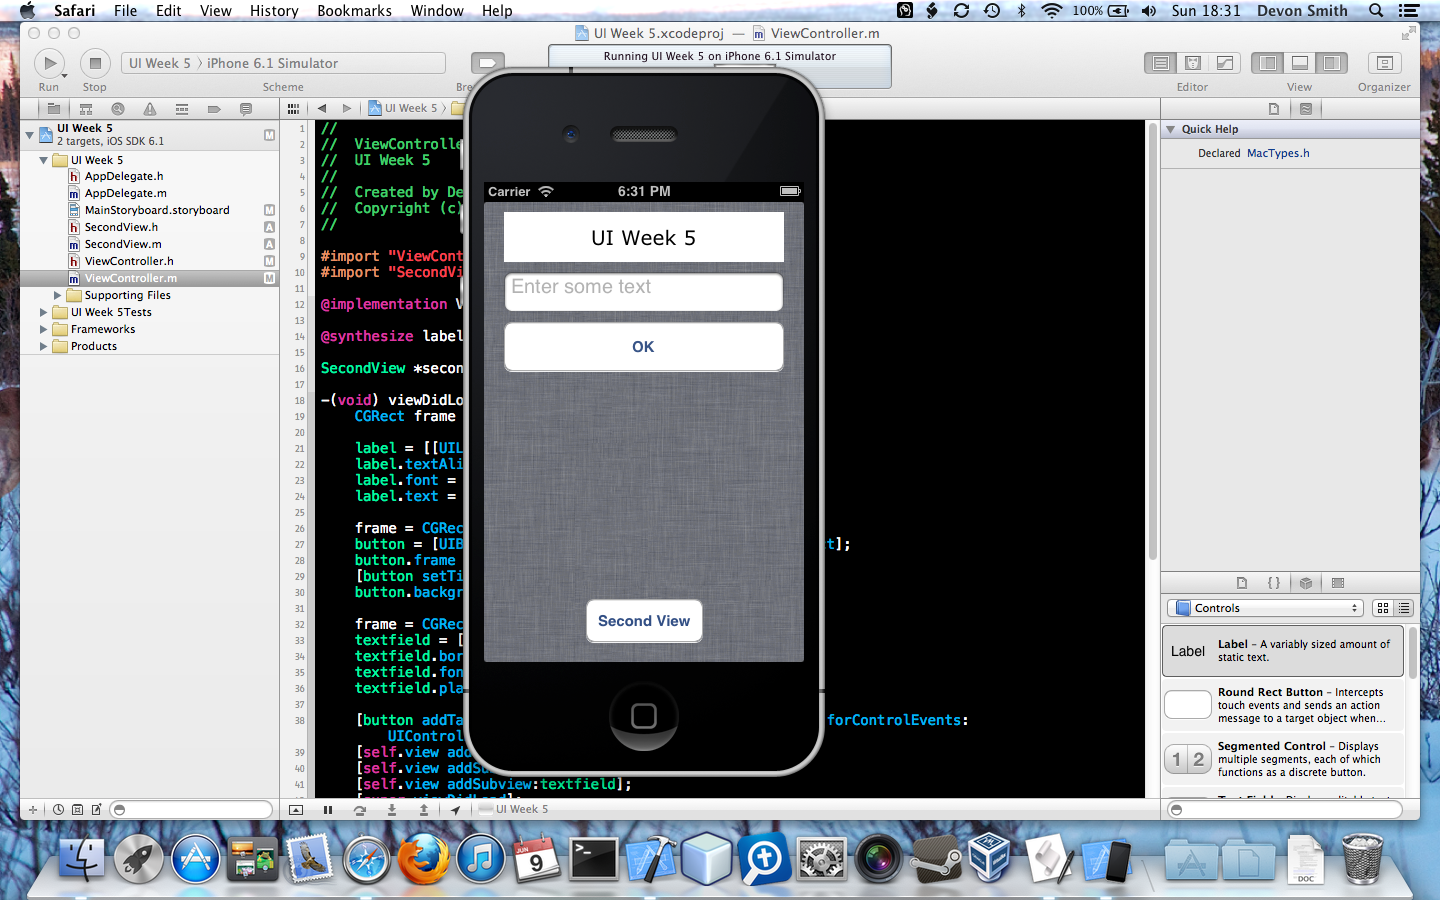 Safari File Edit View History Bookmarks Window Help
100% Sun 18:31 Devon Smith
UI Week 5.xcodeproj — ViewController.m
UI Week 5 〉 iPhone 6.1 Simulator
Running UI Week 5 on iPhone 6.1 Simulator
Run Stop Scheme Bre Editor View Organizer
UI Week 5
2 targets, iOS SDK 6.1
M
UI Week 5
AppDelegate.h
AppDelegate.m
MainStoryboard.storyboard M
SecondView.h A
SecondView.m A
ViewController.h M
ViewController.m M
Supporting Files
UI Week 5Tests
Frameworks
Products
UI Week 5 〉
1 //
2 // ViewControlle
3 // UI Week 5
4 //
5 // Created by De
6 // Copyright (c)
7 //
8
9 #import "ViewCont
10 #import "SecondVi
11
12 @implementation V
13
14 @synthesize label
15
16 SecondView *secon
17
18 -(void) viewDidLo
19 CGRect frame
20
21 label = [[UIL
22 label.textAli
23 label.font =
24 label.text =
25
26 frame = CGRec
27 button = [UIB t];
28 button.frame
29 [button setTi
30 button.backgr
31
32 frame = CGRec
33 textfield = [
34 textfield.bor
35 textfield.fon
36 textfield.pla
37
38 [button addTa forControlEvents:
UIControl
39 [self.view add
40 [self.view addSu
41 [self.view addSubview:textfield];
Carrier 6:31 PM
UI Week 5
Enter some text
OK
Second View
UI Week 5
Quick Help
Declared MacTypes.h
Controls
Label
Label – A variably sized amount of
static text.
Round Rect Button – Intercepts
touch events and sends an action
message to a target object when...
1 2
Segmented Control – Displays
multiple segments, each of which
functions as a discrete button.
JUN
9
DOC